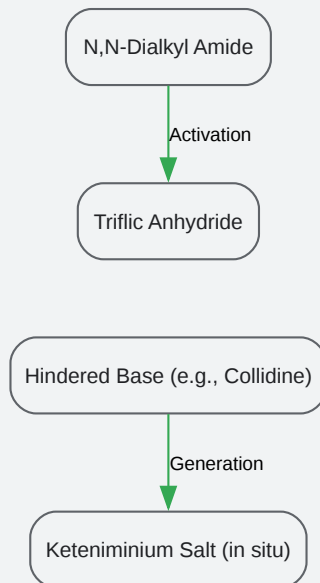 N,N-Dialkyl Amide
Activation
Triflic Anhydride
Hindered Base (e.g., Collidine)
Generation
Keteniminium Salt (in situ)